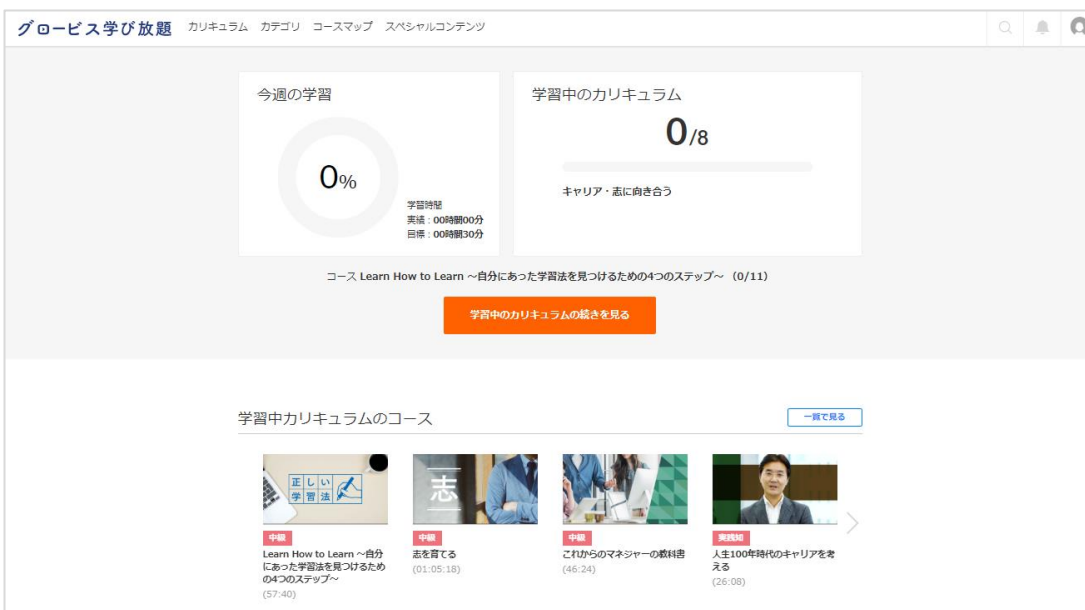 グロービス学び放題 カリキュラム カテゴリ コースマップ スペシャルコンテンツ
今週の学習
0%
学習時間
実績：00時間00分
目標：00時間30分
学習中のカリキュラム
0/8
キャリア・志に向き合う
コース Learn How to Learn ～自分にあった学習法を見つけるための4つのステップ～ （0/11）
学習中のカリキュラムの続きを見る
学習中カリキュラムのコース
一覧で見る
正しい
学習法
中級
Learn How to Learn ～自分
にあった学習法を見つけるため
の4つのステップ～
(57:40)
志
中級
志を育てる
(01:05:18)
中級
これからのマネジャーの教科書
(46:24)
実践知
人生100年時代のキャリアを考
える
(26:08)